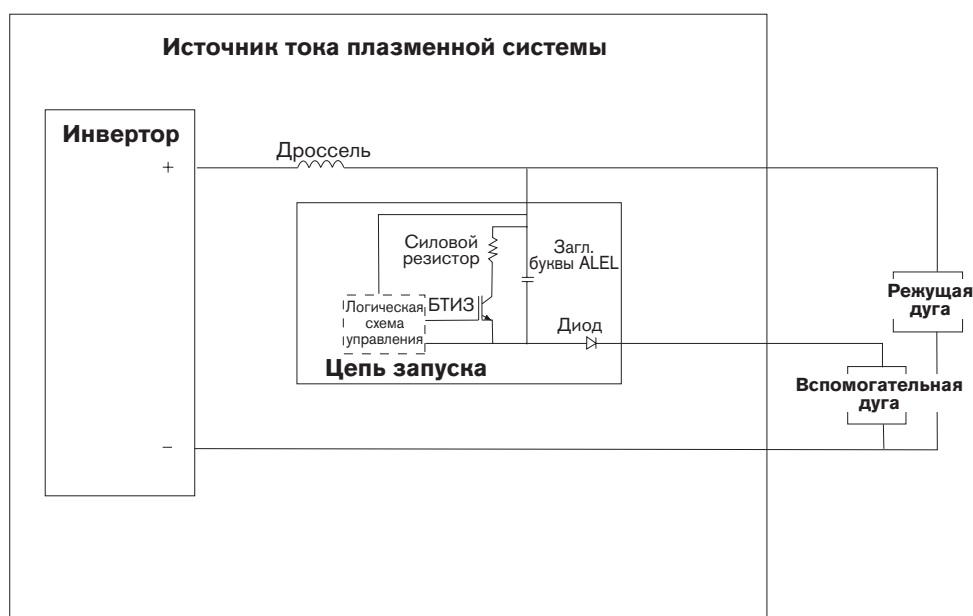 Источник тока плазменной системы
Инвертор
+
Дроссель
Силовой
резистор
Загл.
буквы ALEL
Логическая
схема
управления
БТИЗ
Диод
Цепь запуска
Режущая
дуга
Вспомогательная
дуга
–